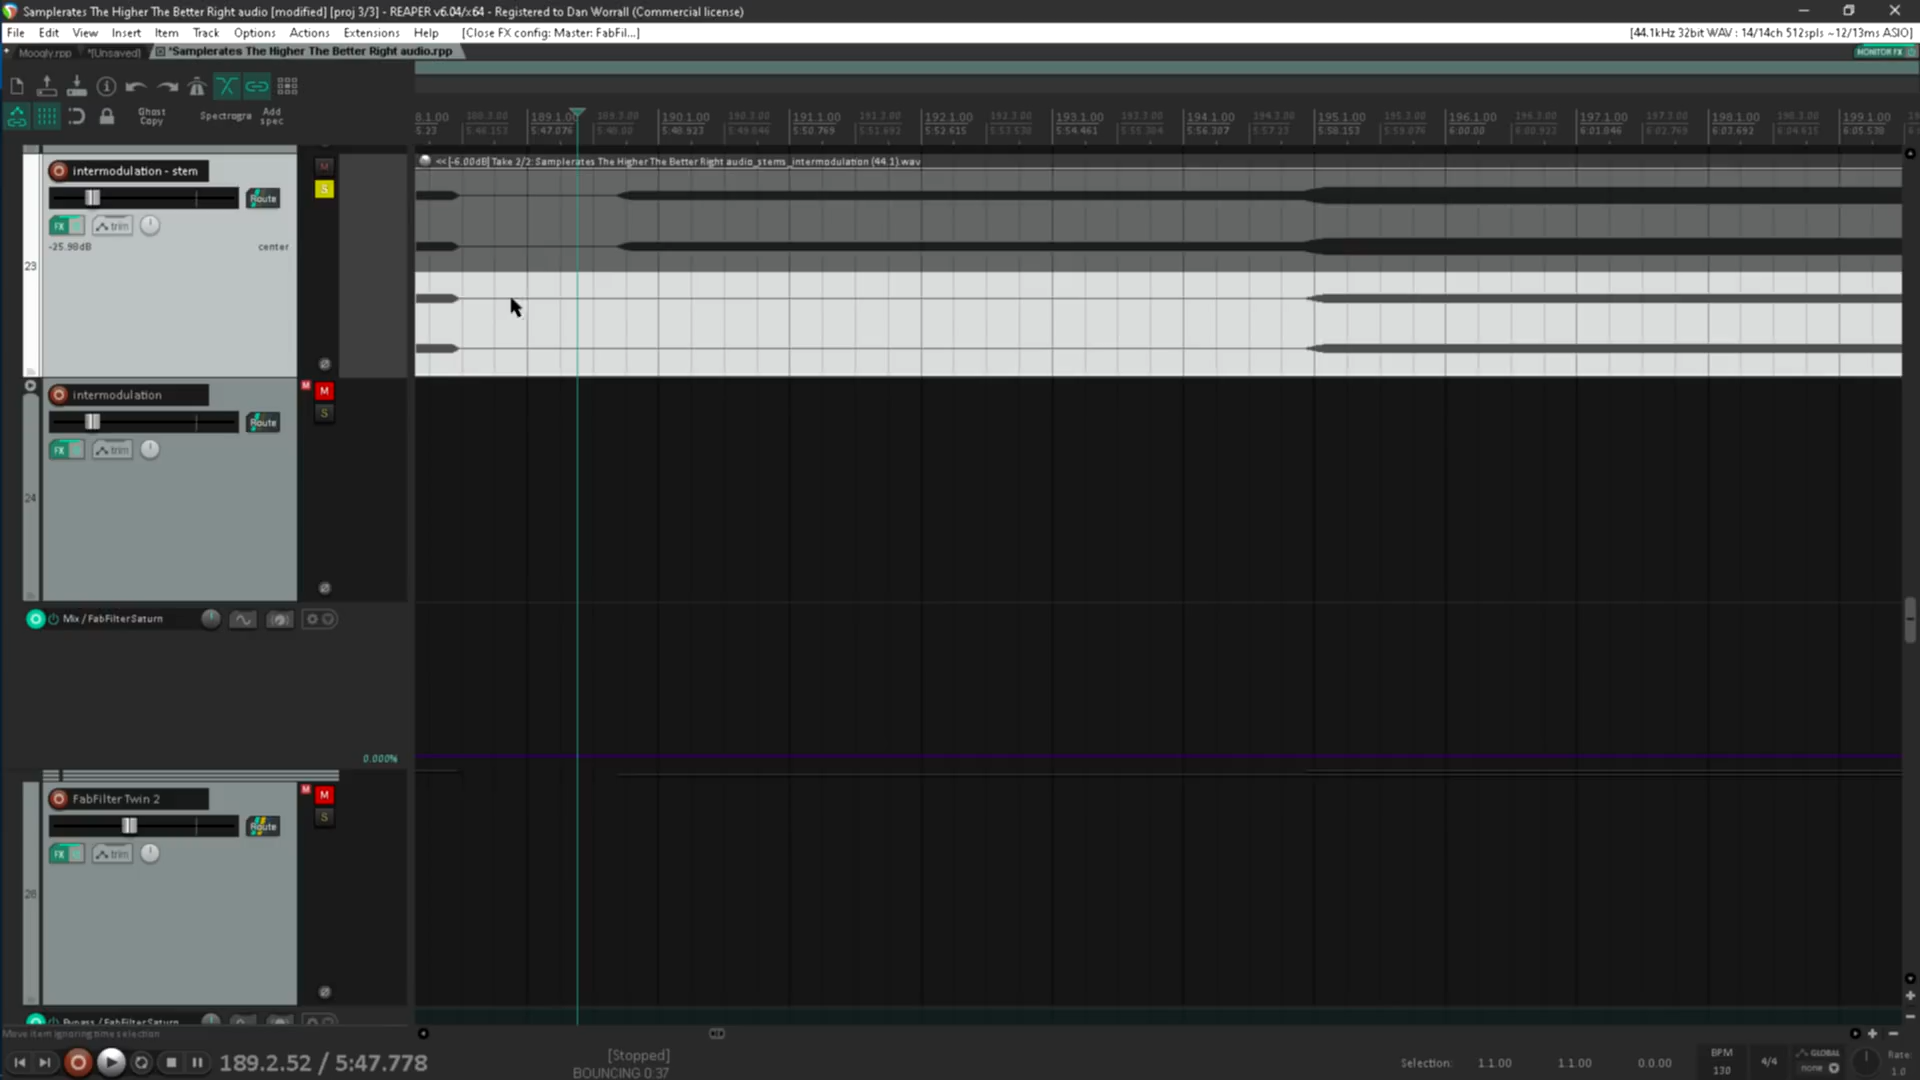 Samplerates The Higher The Better Right audio [modified] [proj 3/3] - REAPER v6.04/x64 - Registered to Dan Worrall (Commercial license)
File Edit View Insert Item Track Options Actions Extensions Help [Close FX config: Master: FabFil...] [44.1kHz 32bit WAV : 14/14ch 512spls ~12/13ms ASIO]
Moogly.rpp *[Unsaved] *Samplerates The Higher The Better Right audio.rpp MONITOR FX
Ghost Copy Spectrogra Add spec
8.1.00 188.3.00 189.1.00 189.3.00 190.1.00 190.3.00 191.1.00 191.3.00 192.1.00 192.3.00 193.1.00 193.3.00 194.1.00 194.3.00 195.1.00 195.3.00 196.1.00 196.3.00 197.1.00 197.3.00 198.1.00 198.3.00 199.1.00
5.23 5:46.153 5:47.076 5:48.00 5:48.923 5:49.846 5:50.769 5:51.692 5:52.615 5:53.538 5:54.461 5:55.384 5:56.307 5:57.23 5:58.153 5:59.076 6:00.00 6:00.923 6:01.846 6:02.769 6:03.692 6:04.615 6:05.538
<<[-6.00dB] Take 2/2: Samplerates The Higher The Better Right audio_stems_intermodulation (44.1).wav
intermodulation - stem M
S
Route
FX trim
-25.98dB center
23
intermodulation M M
S
Route
FX trim
24
Mix / FabFilterSaturn
0.000%
FabFilter Twin 2 M M
S
Route
FX trim
Bypass / FabFilterSaturn
Move item ignoring time selection
189.2.52 / 5:47.778
[Stopped]
BOUNCING 0:37
Selection: 1.1.00 1.1.00 0.0.00
BPM
130
4/4
GLOBAL
none
Rate:
1.0